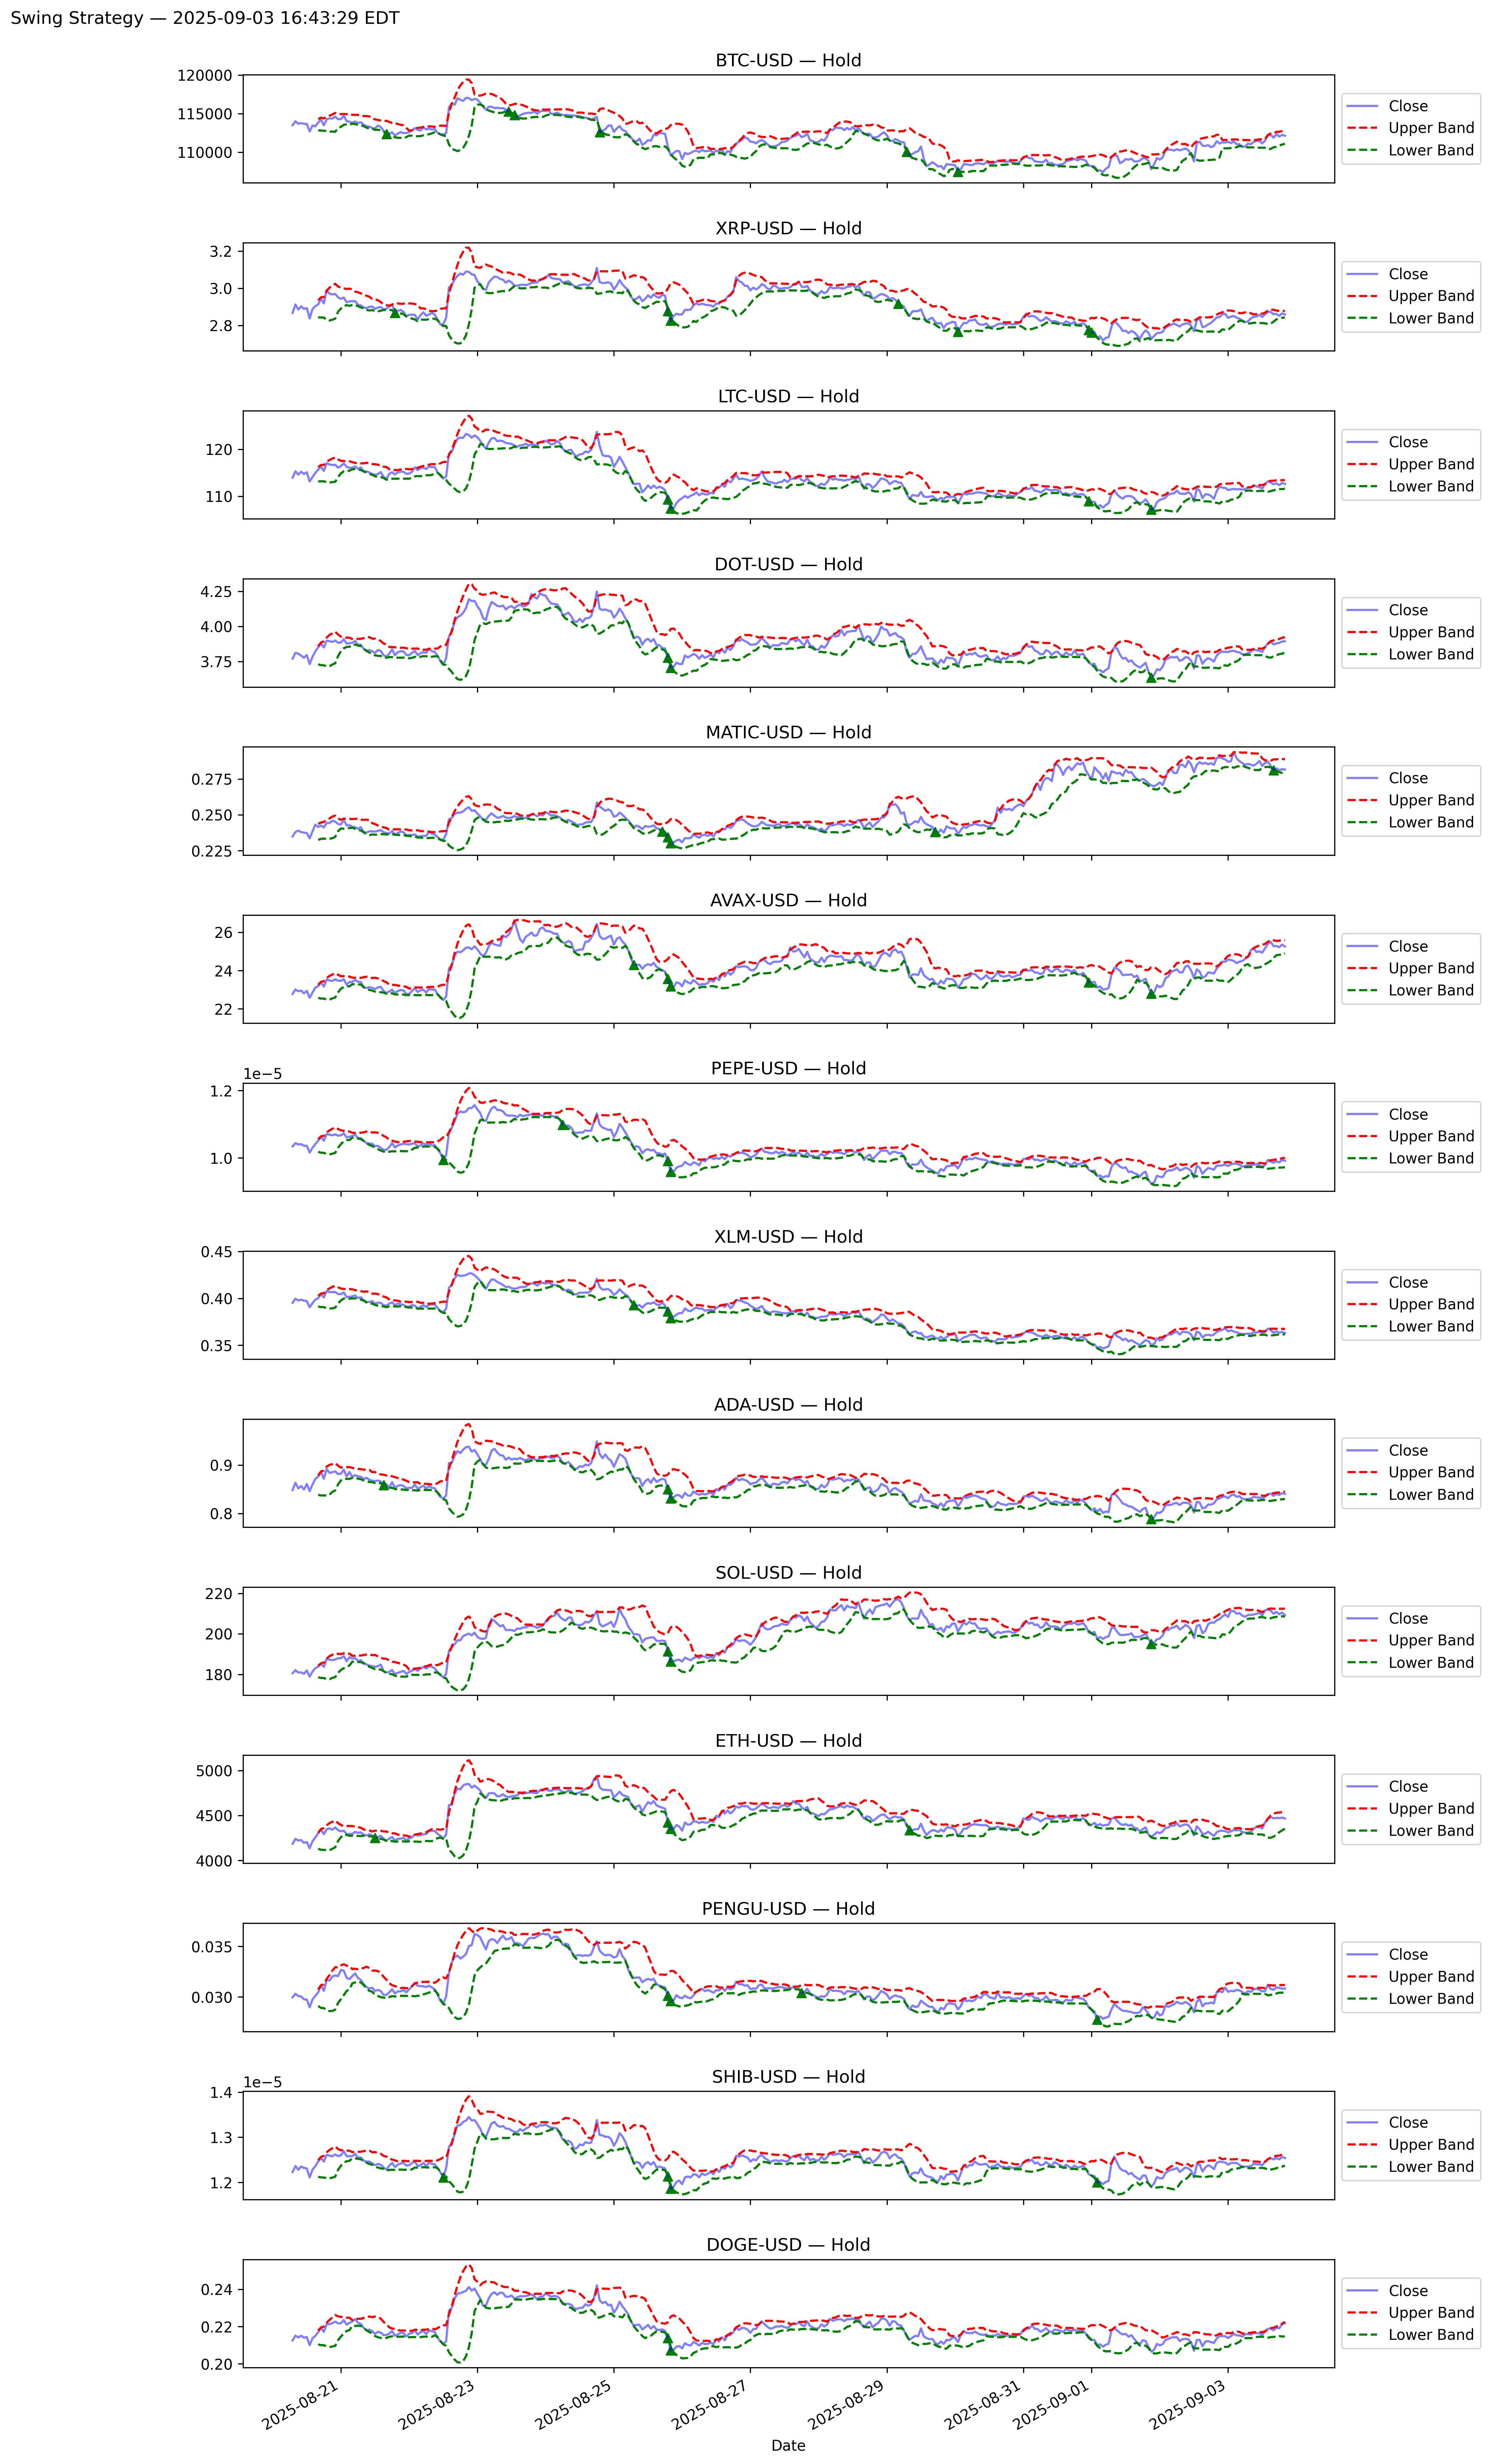 Swing Strategy — 2025-09-03 16:43:29 EDT
BTC-USD — Hold
120000
115000
110000
Close
Upper Band
Lower Band
XRP-USD — Hold
3.2
3.0
2.8
Close
Upper Band
Lower Band
LTC-USD — Hold
120
110
Close
Upper Band
Lower Band
DOT-USD — Hold
4.25
4.00
3.75
Close
Upper Band
Lower Band
MATIC-USD — Hold
0.275
0.250
0.225
Close
Upper Band
Lower Band
AVAX-USD — Hold
26
24
22
Close
Upper Band
Lower Band
PEPE-USD — Hold
1e−5
1.2
1.0
Close
Upper Band
Lower Band
XLM-USD — Hold
0.45
0.40
0.35
Close
Upper Band
Lower Band
ADA-USD — Hold
0.9
0.8
Close
Upper Band
Lower Band
SOL-USD — Hold
220
200
180
Close
Upper Band
Lower Band
ETH-USD — Hold
5000
4500
4000
Close
Upper Band
Lower Band
PENGU-USD — Hold
0.035
0.030
Close
Upper Band
Lower Band
SHIB-USD — Hold
1e−5
1.4
1.3
1.2
Close
Upper Band
Lower Band
DOGE-USD — Hold
0.24
0.22
0.20
Close
Upper Band
Lower Band
2025-08-21
2025-08-23
2025-08-25
2025-08-27
2025-08-29
2025-08-31
2025-09-01
2025-09-03
Date